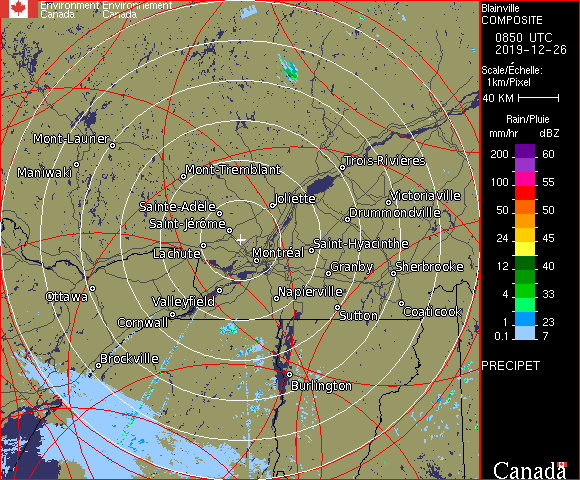 Environment Environnement
Canada Canada
Blainville
COMPOSITE
0850 UTC
2019-12-26
Scale/Échelle:
1km/Pixel
40 KM
Rain/Pluie
mm/hr dBZ
200 60
100 55
50 50
24 45
12 40
4 33
1 23
0.1 7
PRECIPET
Canada
Mont-Laurier
Maniwaki
Mont-Tremblant
Trois-Rivières
Joliette
Victoriaville
Sainte-Adèle
Drummondville
Saint-Jérôme
Saint-Hyacinthe
Lachute
Montréal
Granby
Sherbrooke
Ottawa
Valleyfield
Napierville
Cornwall
Sutton
Coaticook
Brockville
Burlington